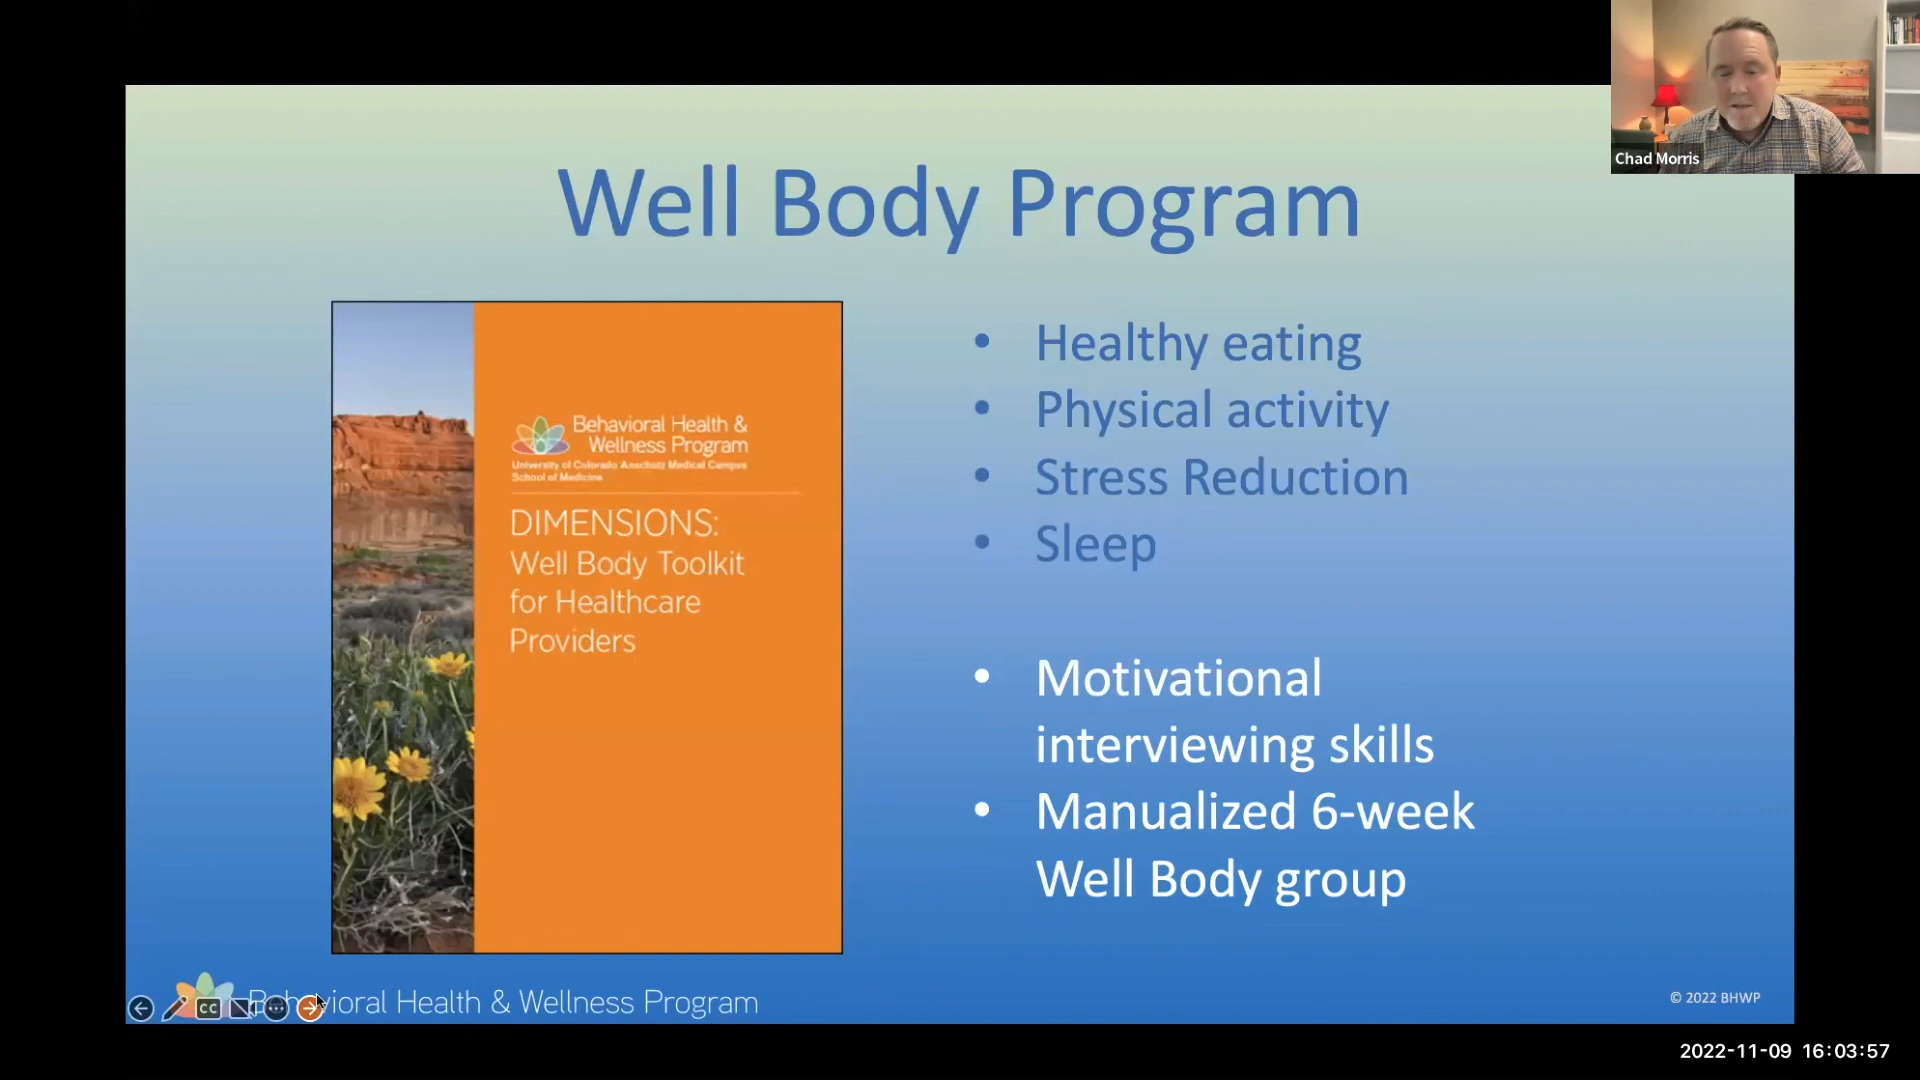 Chad Morris
Well Body Program
Behavioral Health &
Wellness Program
University of Colorado Anschutz Medical Campus
School of Medicine
DIMENSIONS:
Well Body Toolkit
for Healthcare
Providers
• Healthy eating
• Physical activity
• Stress Reduction
• Sleep
• Motivational
interviewing skills
• Manualized 6-week
Well Body group
CC
Behavioral Health & Wellness Program
© 2022 BHWP
2022-11-09 16:03:57